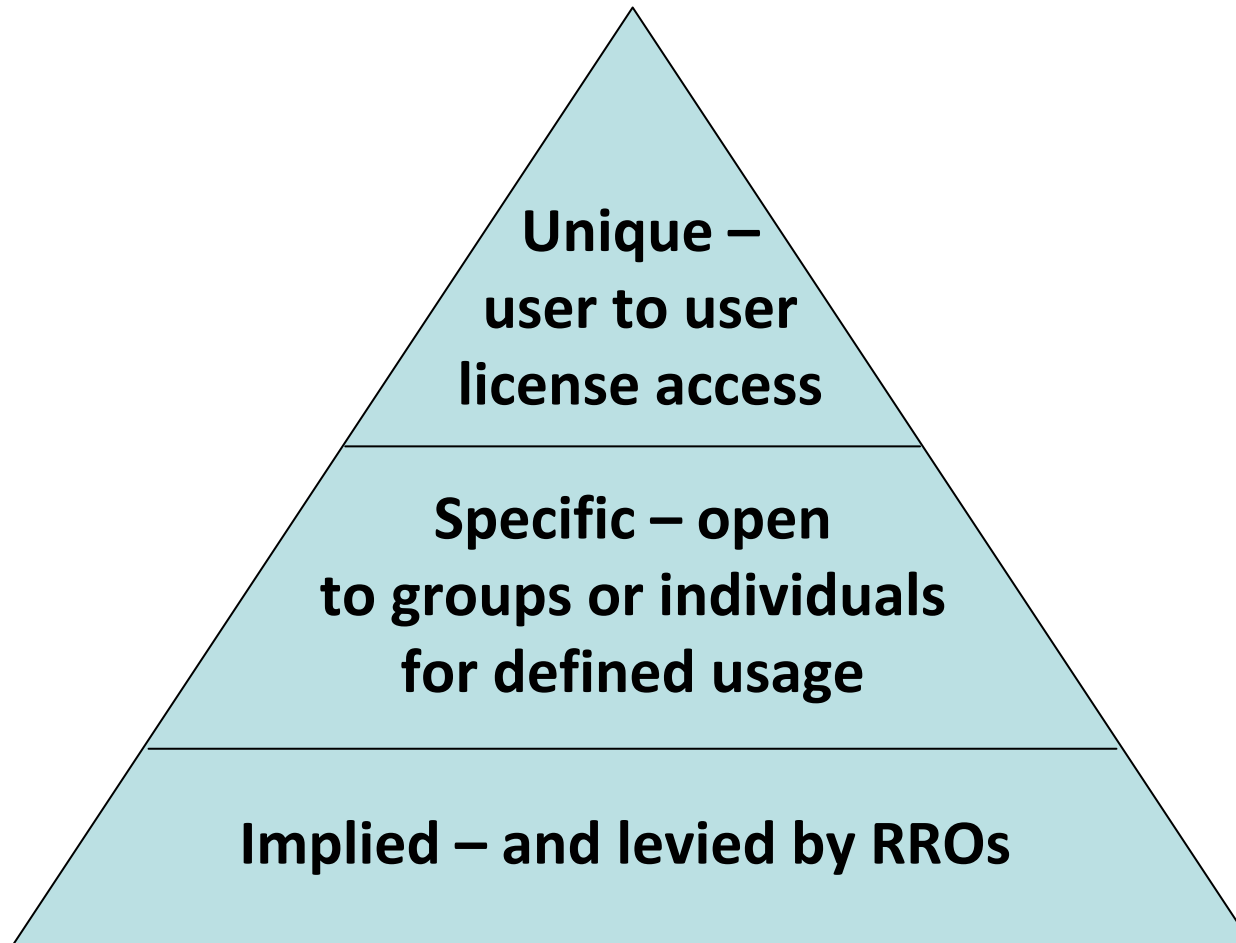 Unique –
user to user
license access
Specific – open
to groups or individuals
for defined usage
Implied – and levied by RROs